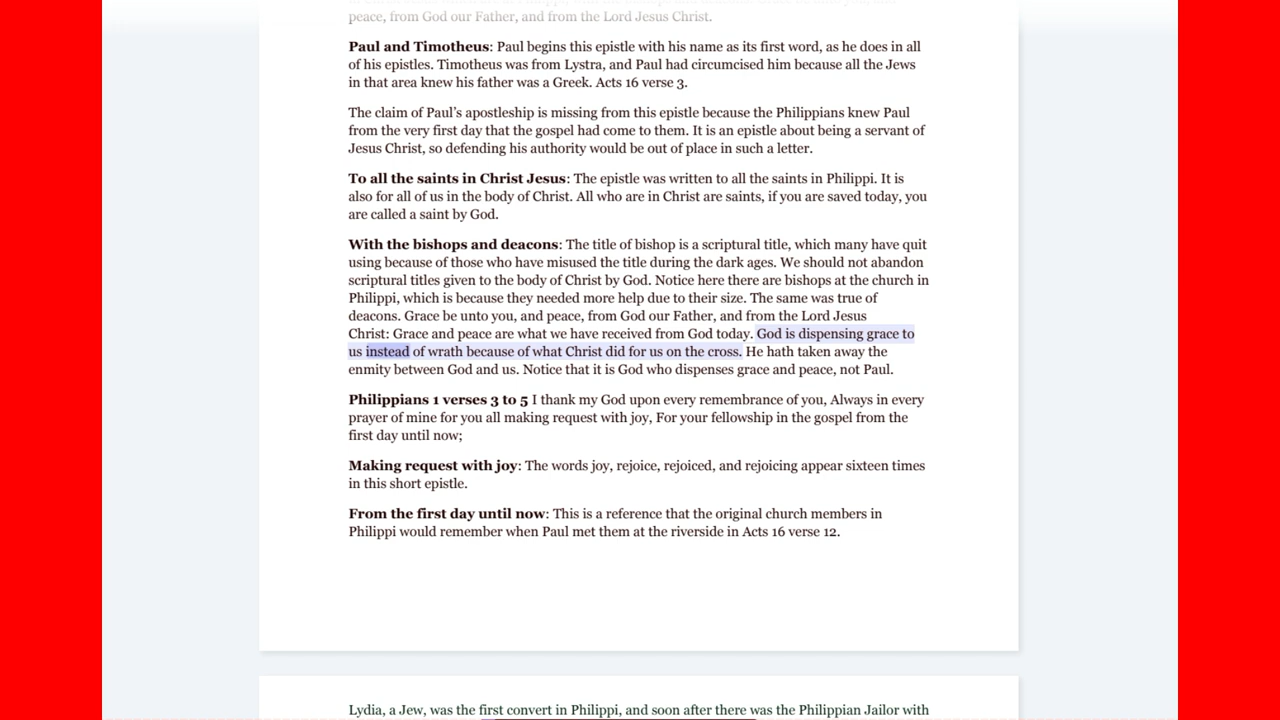 peace, from God our Father, and from the Lord Jesus Christ.
Paul and Timotheus: Paul begins this epistle with his name as its first word, as he does in all
of his epistles. Timotheus was from Lystra, and Paul had circumcised him because all the Jews
in that area knew his father was a Greek. Acts 16 verse 3.
The claim of Paul’s apostleship is missing from this epistle because the Philippians knew Paul
from the very first day that the gospel had come to them. It is an epistle about being a servant of
Jesus Christ, so defending his authority would be out of place in such a letter.
To all the saints in Christ Jesus: The epistle was written to all the saints in Philippi. It is
also for all of us in the body of Christ. All who are in Christ are saints, if you are saved today, you
are called a saint by God.
With the bishops and deacons: The title of bishop is a scriptural title, which many have quit
using because of those who have misused the title during the dark ages. We should not abandon
scriptural titles given to the body of Christ by God. Notice here there are bishops at the church in
Philippi, which is because they needed more help due to their size. The same was true of
deacons. Grace be unto you, and peace, from God our Father, and from the Lord Jesus
Christ: Grace and peace are what we have received from God today. God is dispensing grace to
us instead of wrath because of what Christ did for us on the cross. He hath taken away the
enmity between God and us. Notice that it is God who dispenses grace and peace, not Paul.
Philippians 1 verses 3 to 5 I thank my God upon every remembrance of you, Always in every
prayer of mine for you all making request with joy, For your fellowship in the gospel from the
first day until now;
Making request with joy: The words joy, rejoice, rejoiced, and rejoicing appear sixteen times
in this short epistle.
From the first day until now: This is a reference that the original church members in
Philippi would remember when Paul met them at the riverside in Acts 16 verse 12.
Lydia, a Jew, was the first convert in Philippi, and soon after there was the Philippian Jailor with